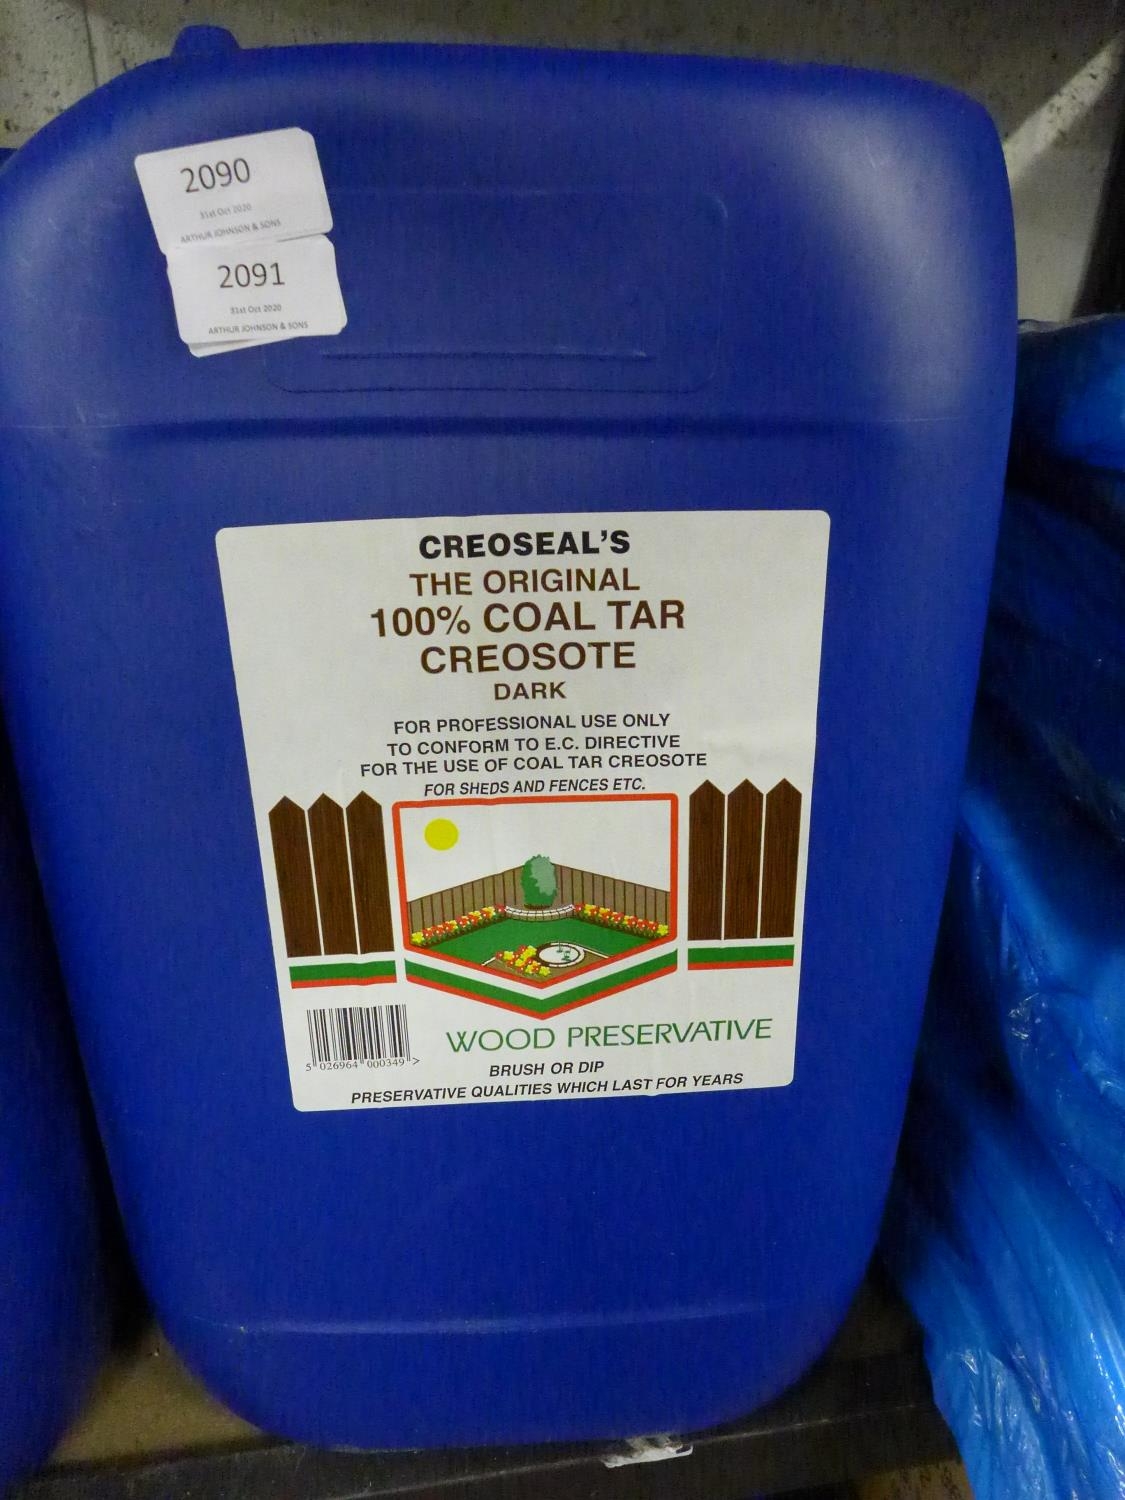 2090
31st Oct 2020
ARTHUR JOHNSON & SONS
2091
31st Oct 2020
ARTHUR JOHNSON & SONS
CREOSEAL'S
THE ORIGINAL
100% COAL TAR
CREOSOTE
DARK
FOR PROFESSIONAL USE ONLY
TO CONFORM TO E.C. DIRECTIVE
FOR THE USE OF COAL TAR CREOSOTE
FOR SHEDS AND FENCES ETC.
5 026964 000349 >
WOOD PRESERVATIVE
BRUSH OR DIP
PRESERVATIVE QUALITIES WHICH LAST FOR YEARS